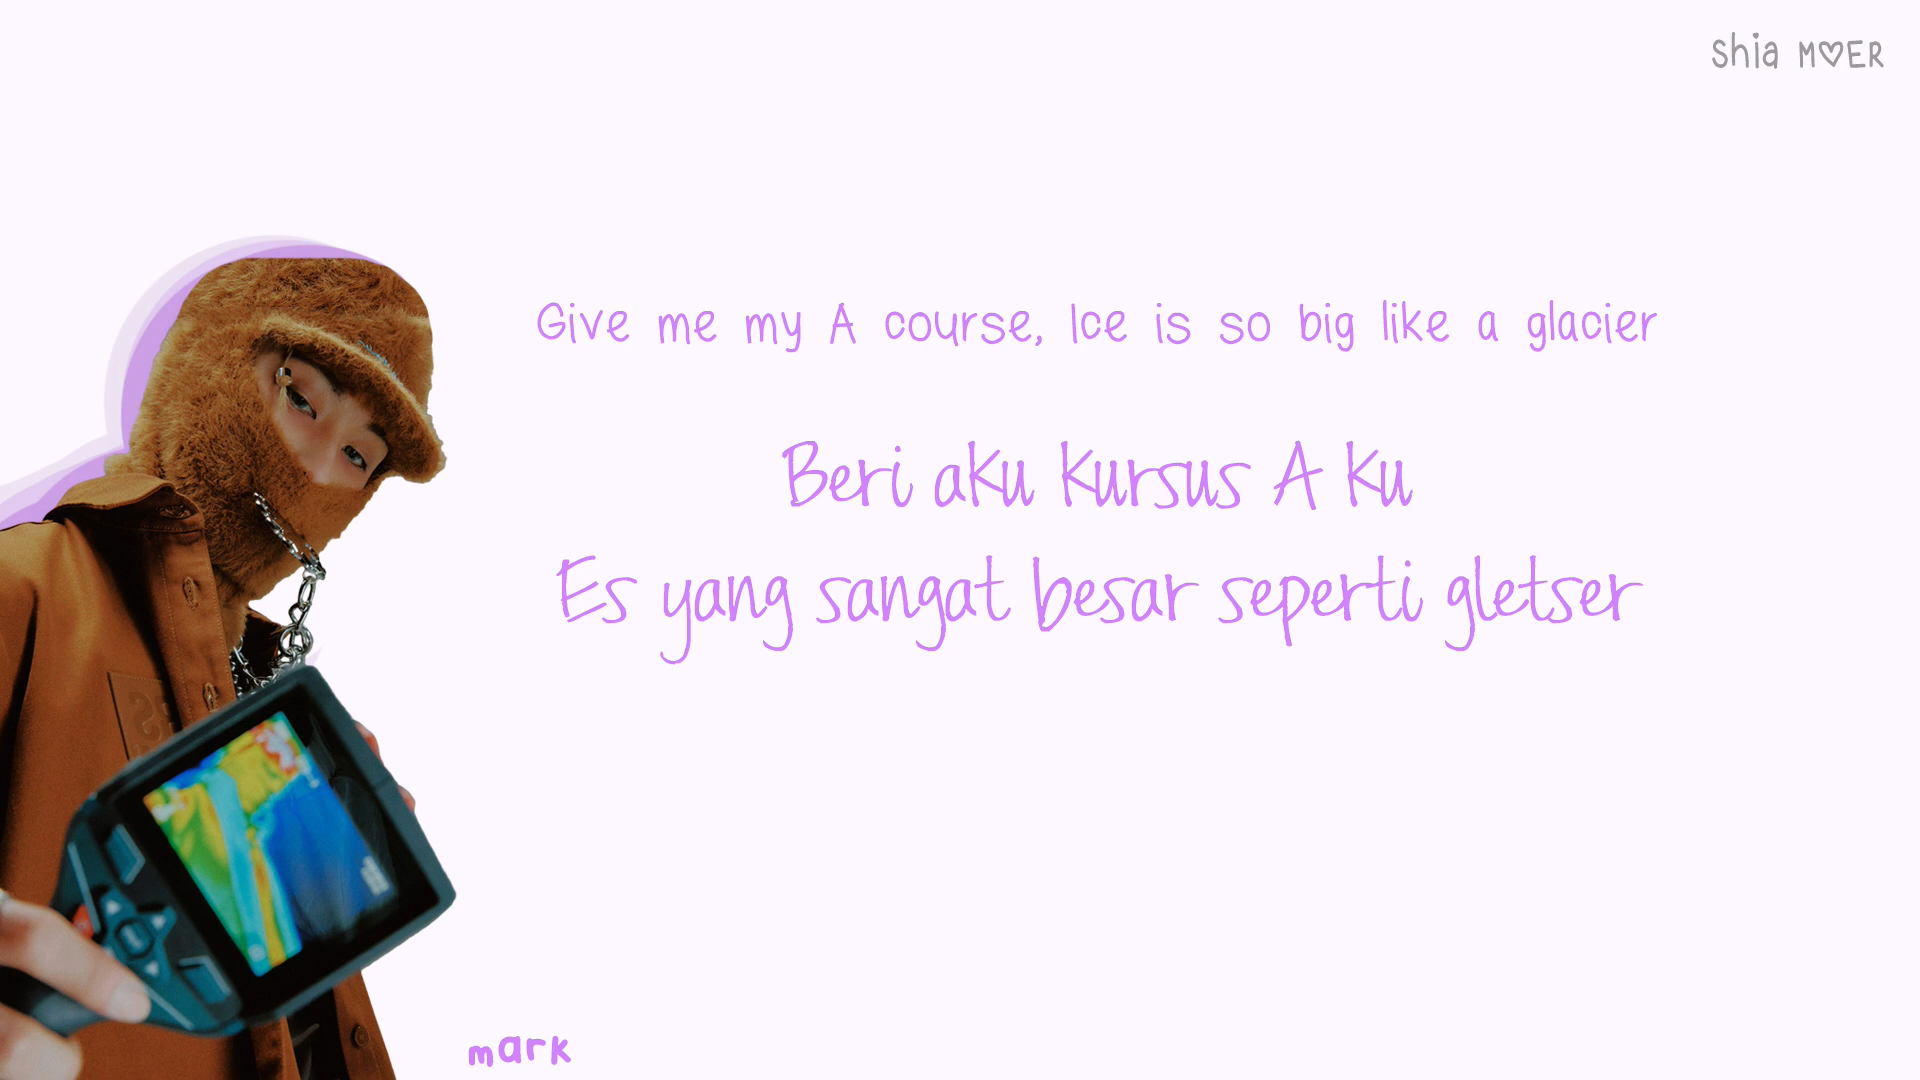 Shia M♡ER
Give me my A course, Ice is so big like a glacier
Beri aku kursus A ku
Es yang sangat besar seperti gletser
mark